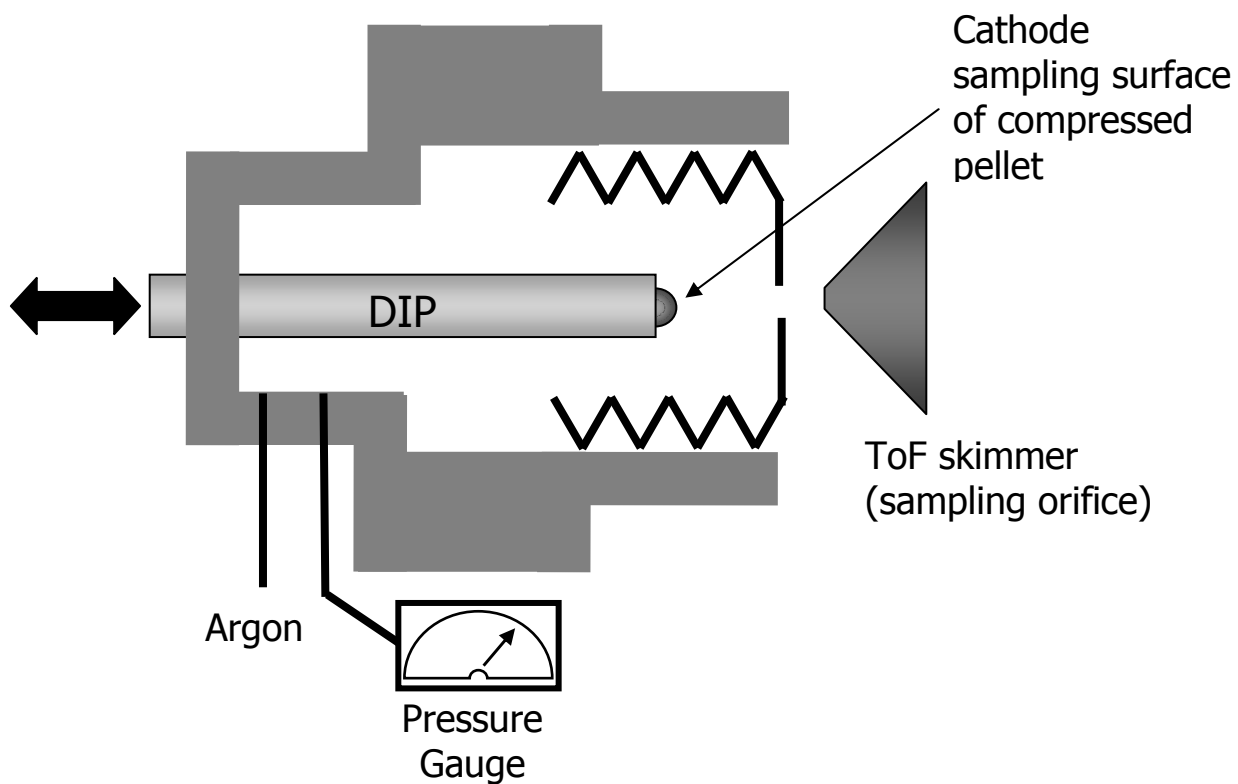 Cathode
sampling surface
of compressed
pellet
DIP
ToF skimmer
(sampling orifice)
Argon
Pressure
Gauge